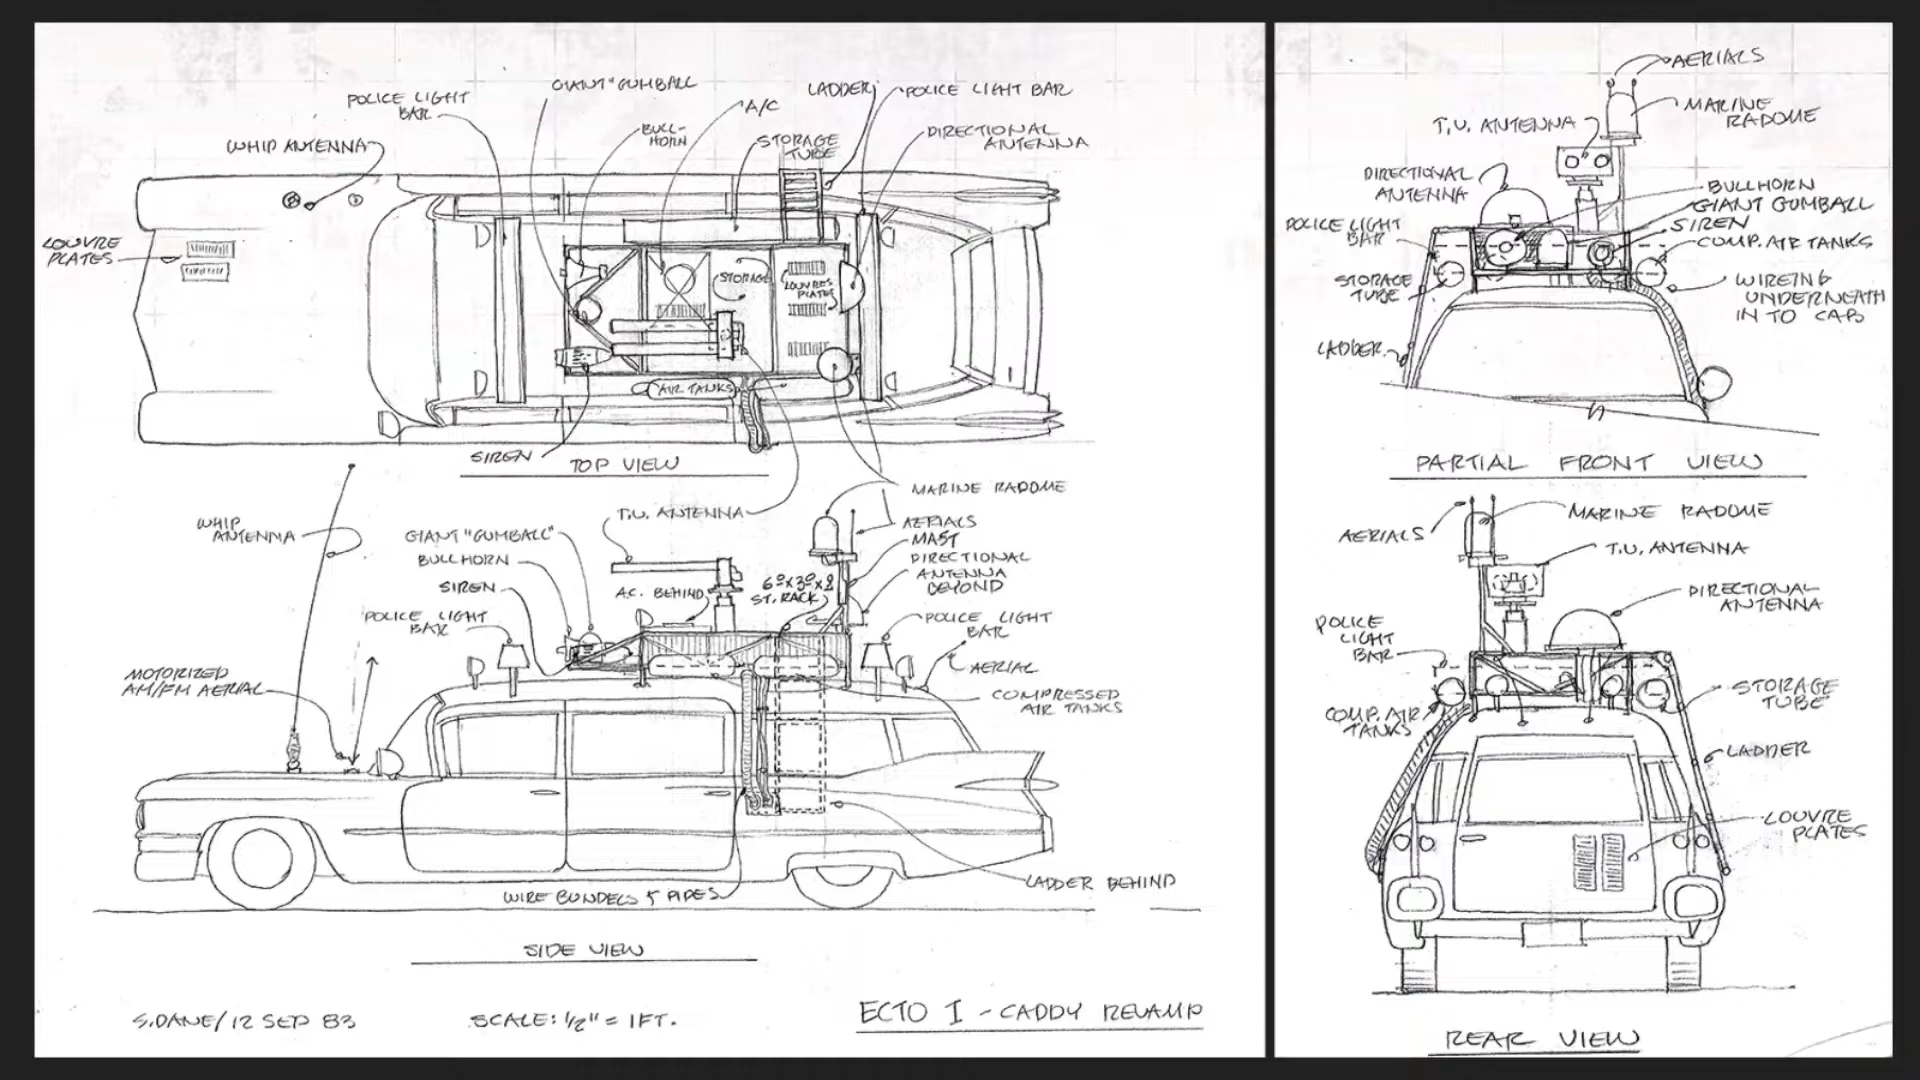 GIANT "GUMBALL
POLICE LIGHT
BAR
LADDER
POLICE LIGHT BAR
A/C
BULL-
HORN
WHIP ANTENNA
STORAGE
TUBE
DIRECTIONAL
ANTENNA
LOUVRE
PLATES
STORAGE
LOUVRES
PLATES
AIR TANKS
SIREN
TOP VIEW
MARINE RADOME
T.V. ANTENNA
WHIP
ANTENNA
GIANT "GUMBALL"
BULLHORN
SIREN
POLICE LIGHT
BAR
A.C. BEHIND
ST. RACK
AERIALS
MAST
DIRECTIONAL
ANTENNA
BEYOND
POLICE LIGHT
BAR
AERIAL
MOTORIZED
AM/FM AERIAL
COMPRESSED
AIR TANKS
LADDER BEHIND
WIRE BUNDELS & PIPES
SIDE VIEW
S.DANE/12 SEP 83
SCALE: 1/2" = 1FT.
ECTO I - CADDY REVAMP
AERIALS
MARINE
RADOME
T.V. ANTENNA
DIRECTIONAL
ANTENNA
BULLHORN
GIANT GUMBALL
SIREN
COMP. AIR TANKS
POLICE LIGHT
BAR
STORAGE
TUBE
WIREING
UNDERNEATH
IN TO CAB
LADDER
PARTIAL FRONT VIEW
AERIALS
MARINE RADOME
T.V. ANTENNA
DIRECTIONAL
ANTENNA
POLICE
LIGHT
BAR
COMP. AIR
TANKS
STORAGE
TUBE
LADDER
LOUVRE
PLATES
REAR VIEW